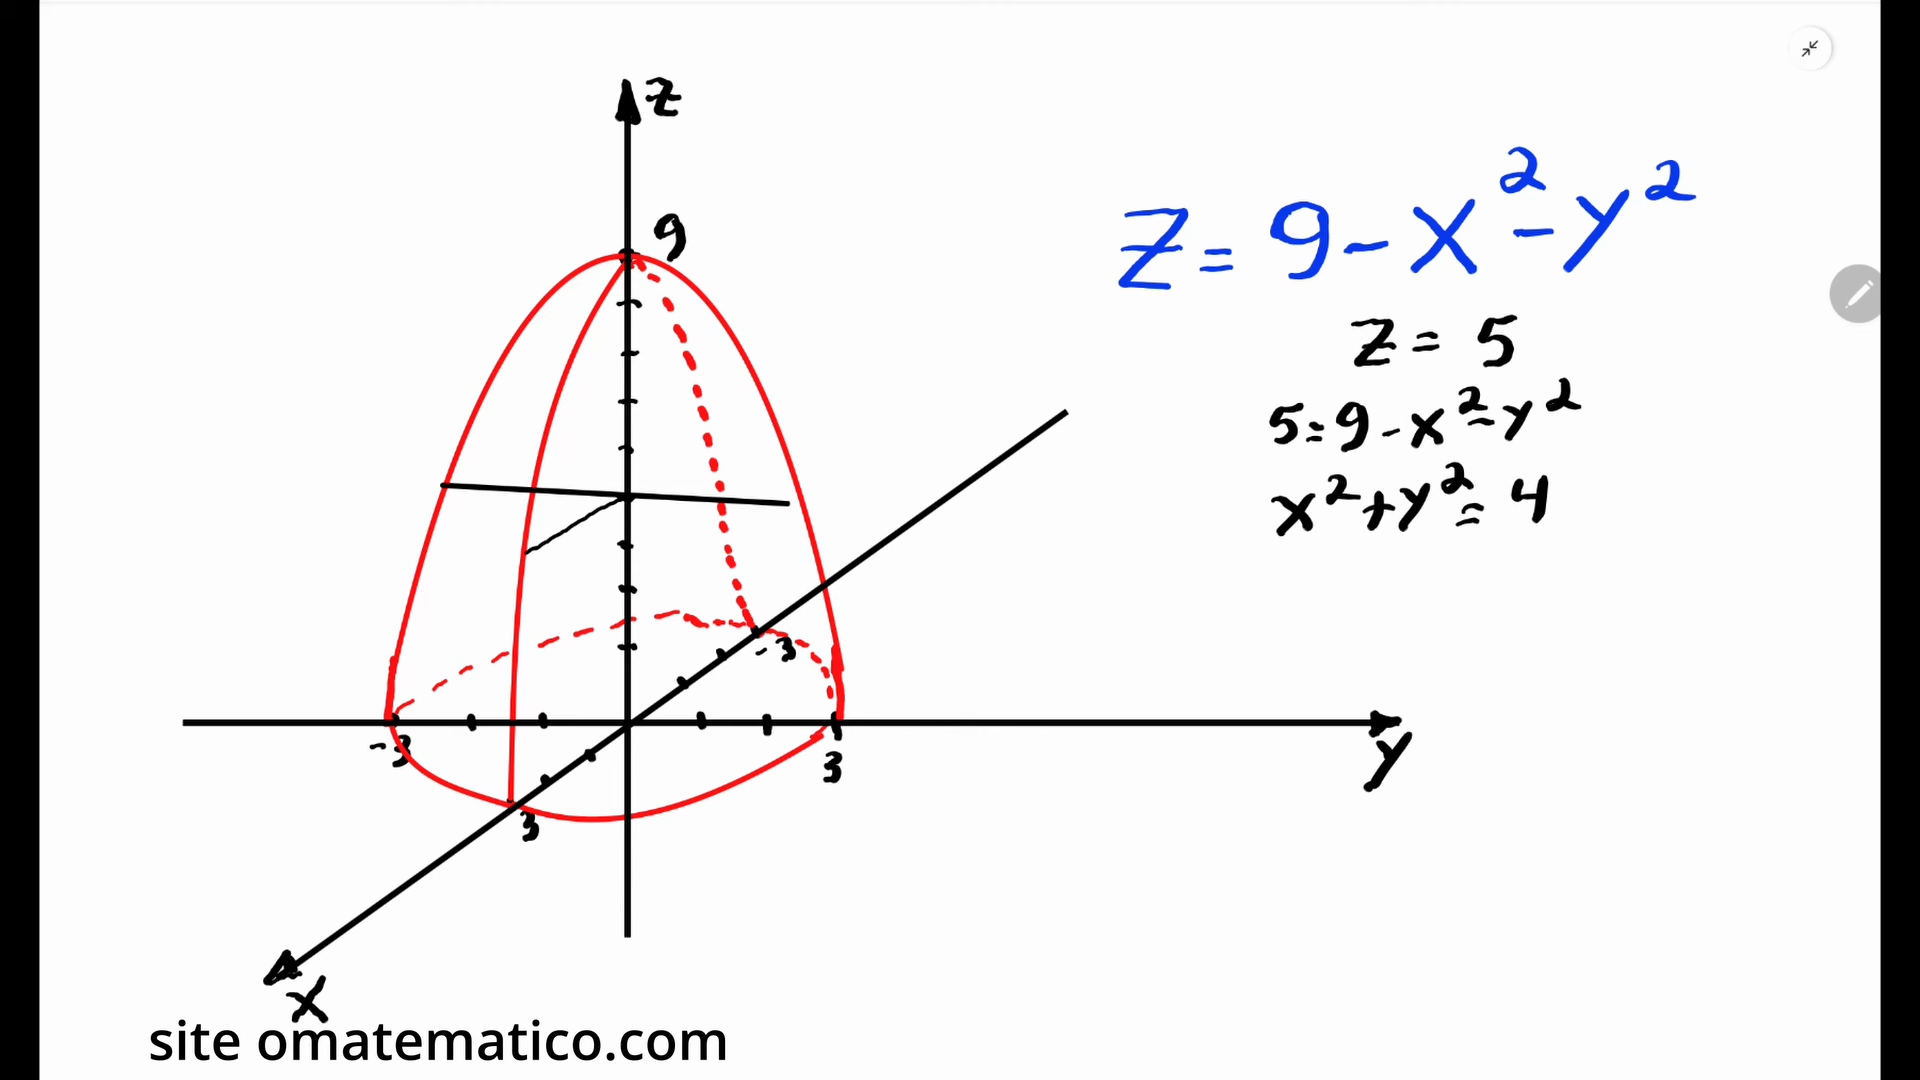 z
9
z = 9 - x² - y²
z = 5
5 = 9 - x² - y²
x² + y² = 4
-3
-3
3
y
3
x
site omatematico.com